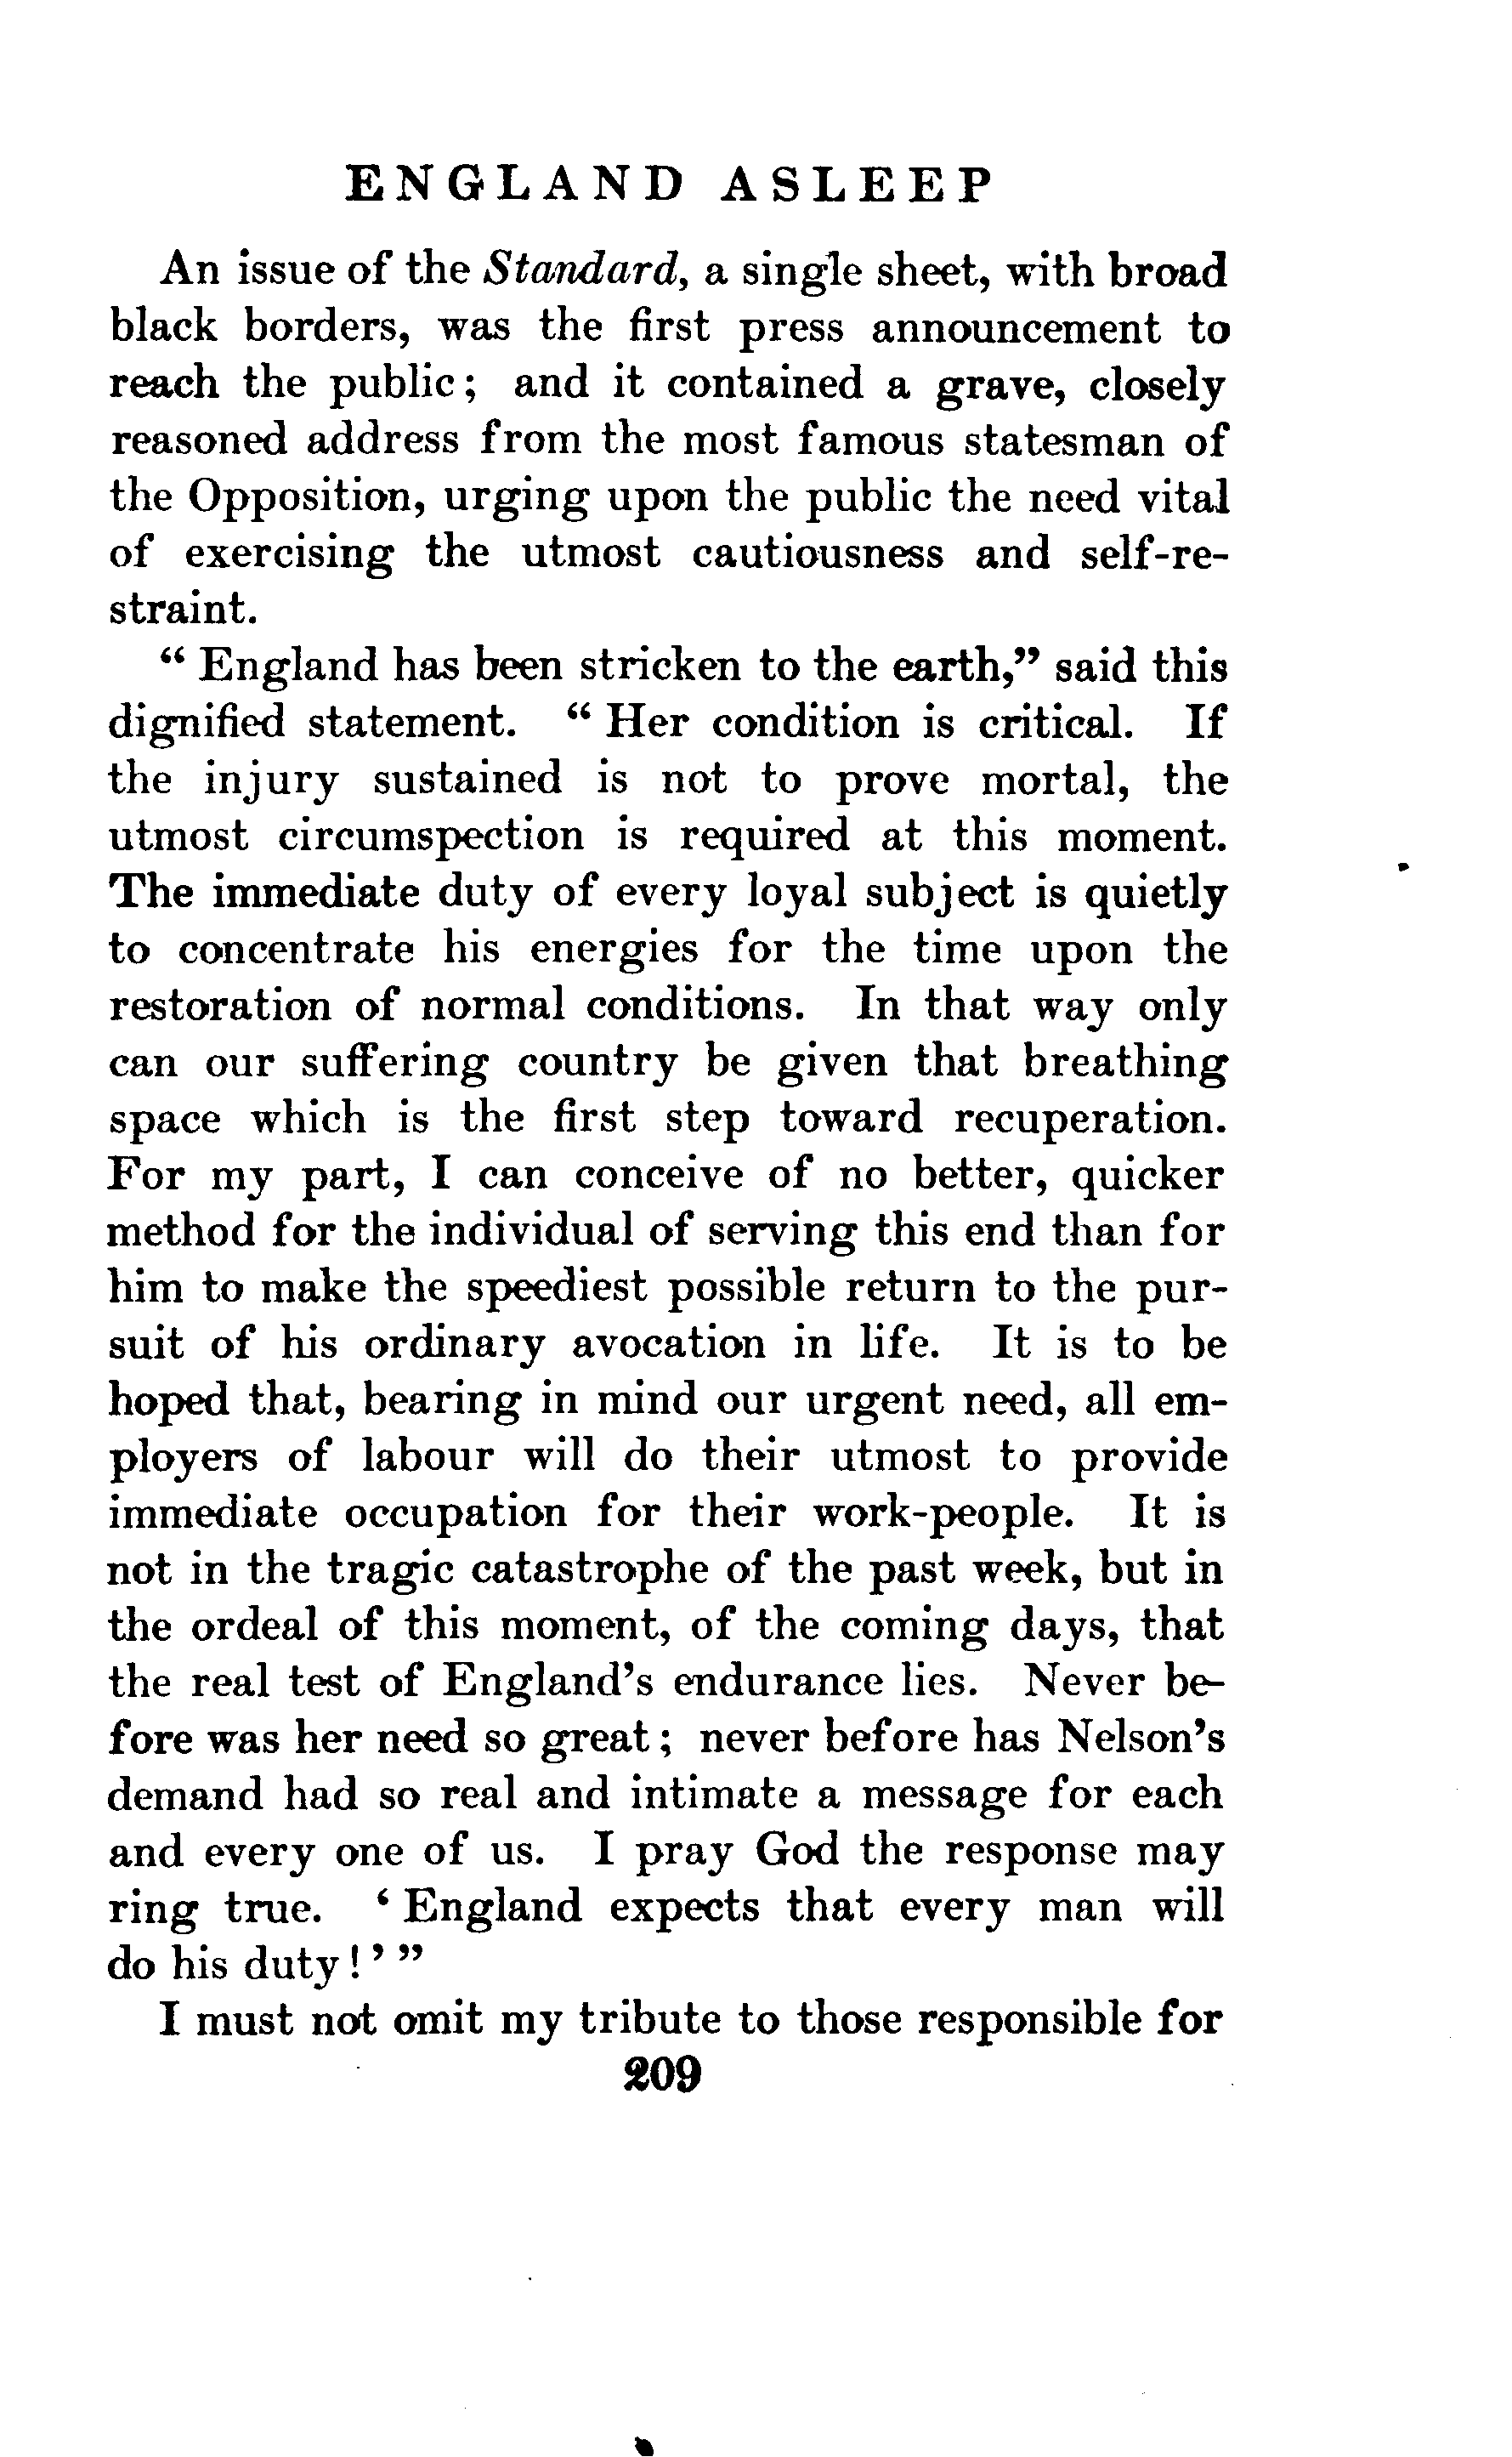 ENGLAND ASLEEP
An issue of the Standard, a single sheet, with broad
black borders, was the first press announcement to
reach the public; and it contained a grave, closely
reasoned address from the most famous statesman of
the Opposition, urging upon the public the need vital
of exercising the utmost cautiousness and self-re-
straint.
“ England has been stricken to the earth,” said this
dignified statement. “ Her condition is critical. If
the injury sustained is not to prove mortal, the
utmost circumspection is required at this moment.
The immediate duty of every loyal subject is quietly
to concentrate his energies for the time upon the
restoration of normal conditions. In that way only
can our suffering country be given that breathing
space which is the first step toward recuperation.
For my part, I can conceive of no better, quicker
method for the individual of serving this end than for
him to make the speediest possible return to the pur-
suit of his ordinary avocation in life. It is to be
hoped that, bearing in mind our urgent need, all em-
ployers of labour will do their utmost to provide
immediate occupation for their work-people. It is
not in the tragic catastrophe of the past week, but in
the ordeal of this moment, of the coming days, that
the real test of England’s endurance lies. Never be-
fore was her need so great; never before has Nelson’s
demand had so real and intimate a message for each
and every one of us. I pray God the response may
ring true. ‘ England expects that every man will
do his duty!’ ”
I must not omit my tribute to those responsible for
209